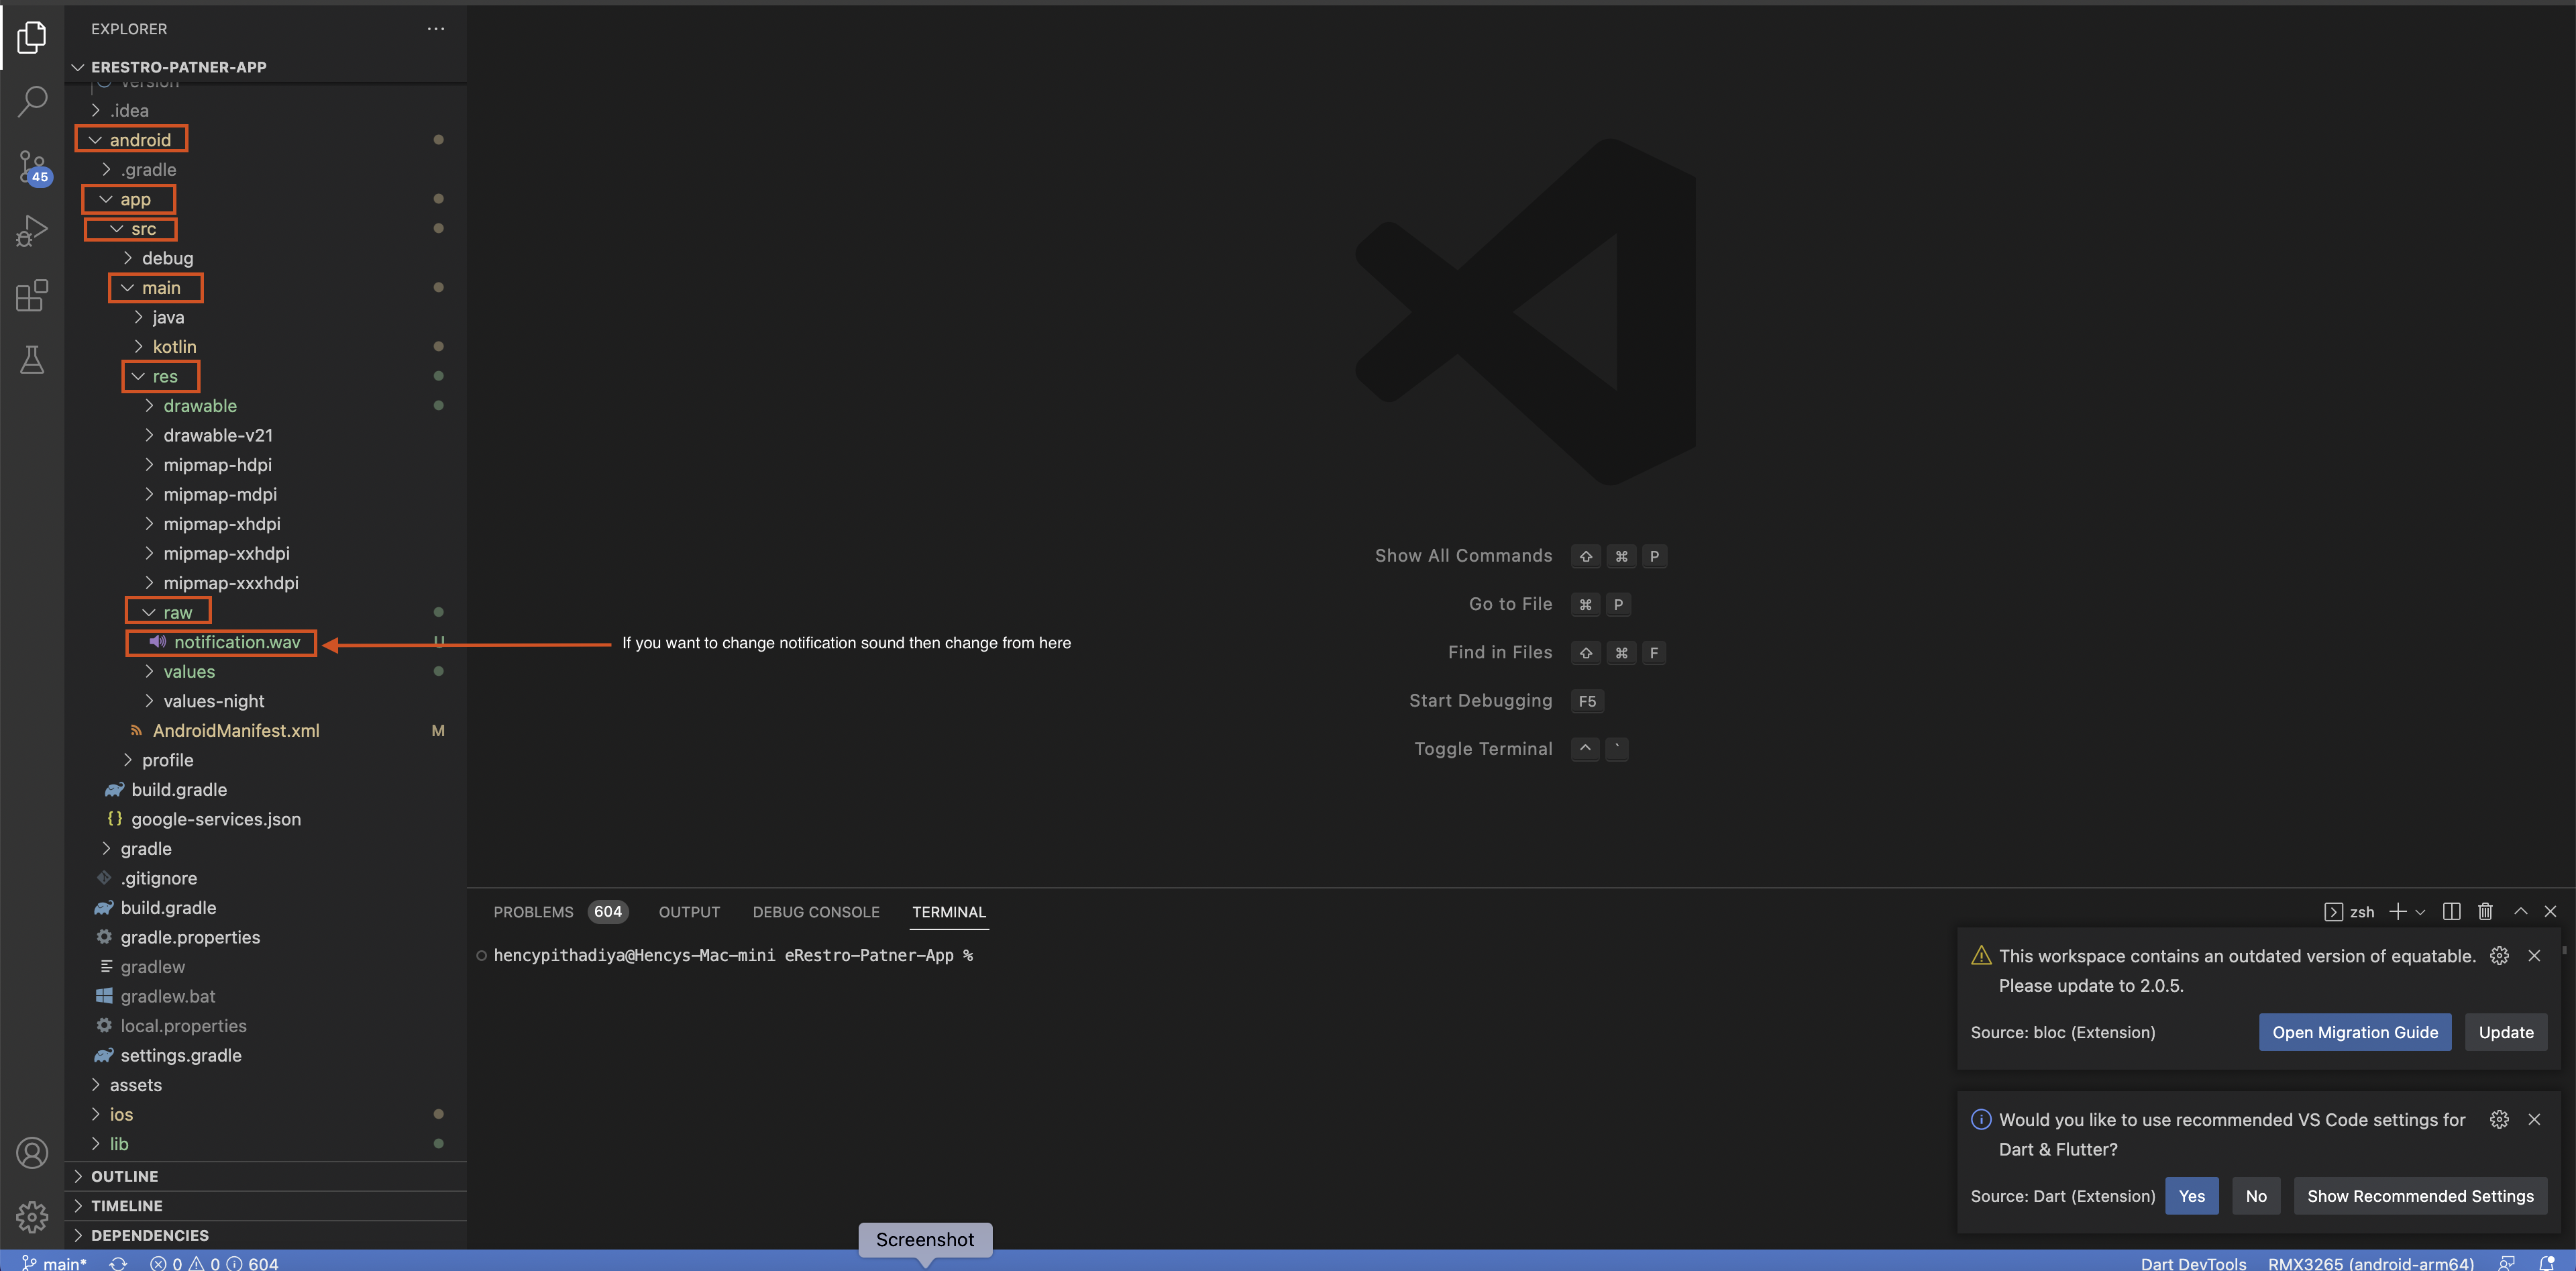 EXPLORER
ERESTRO-PATNER-APP
version
.idea
android
.gradle
45
app
src
debug
main
java
kotlin
res
drawable
drawable-v21
mipmap-hdpi
mipmap-mdpi
mipmap-xhdpi
mipmap-xxhdpi
mipmap-xxxhdpi
raw
notification.wav U
If you want to change notification sound then change from here
values
values-night
AndroidManifest.xml M
profile
build.gradle
google-services.json
gradle
.gitignore
build.gradle
gradle.properties
gradlew
gradlew.bat
local.properties
settings.gradle
assets
ios
lib
OUTLINE
TIMELINE
DEPENDENCIES
Show All Commands ⇧ ⌘ P
Go to File ⌘ P
Find in Files ⇧ ⌘ F
Start Debugging F5
Toggle Terminal ^ `
PROBLEMS 604 OUTPUT DEBUG CONSOLE TERMINAL
zsh
hencypithadiya@Hencys-Mac-mini eRestro-Patner-App %
This workspace contains an outdated version of equatable.
Please update to 2.0.5.
Source: bloc (Extension)
Open Migration Guide
Update
Would you like to use recommended VS Code settings for
Dart & Flutter?
Source: Dart (Extension)
Yes
No
Show Recommended Settings
Screenshot
main* 0 0 604
Dart DevTools RMX3265 (android-arm64)